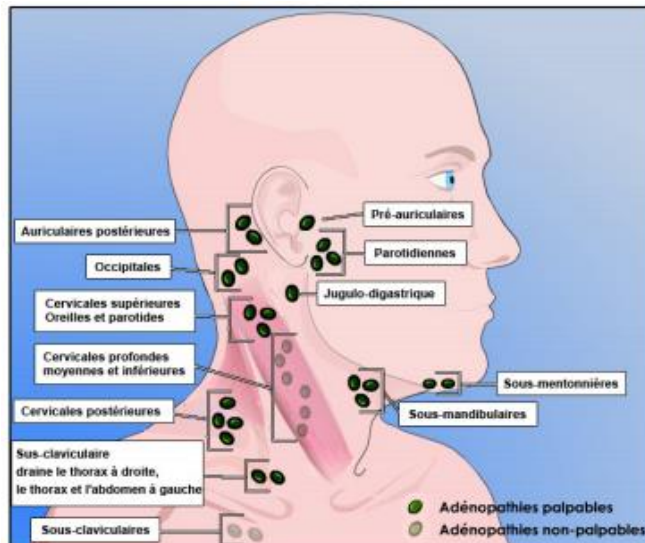 Pré-auriculaires
Auriculaires postérieures
Parotidiennes
Occipitales
Jugulo-digastrique
Cervicales supérieures
Oreilles et parotides
Cervicales profondes
moyennes et inférieures
Sous-mentonnières
Cervicales postérieures
Sous-mandibulaires
Sus-claviculaire
draine le thorax à droite,
le thorax et l'abdomen à gauche
Adénopathies palpables
Sous-claviculaires
Adénopathies non-palpables